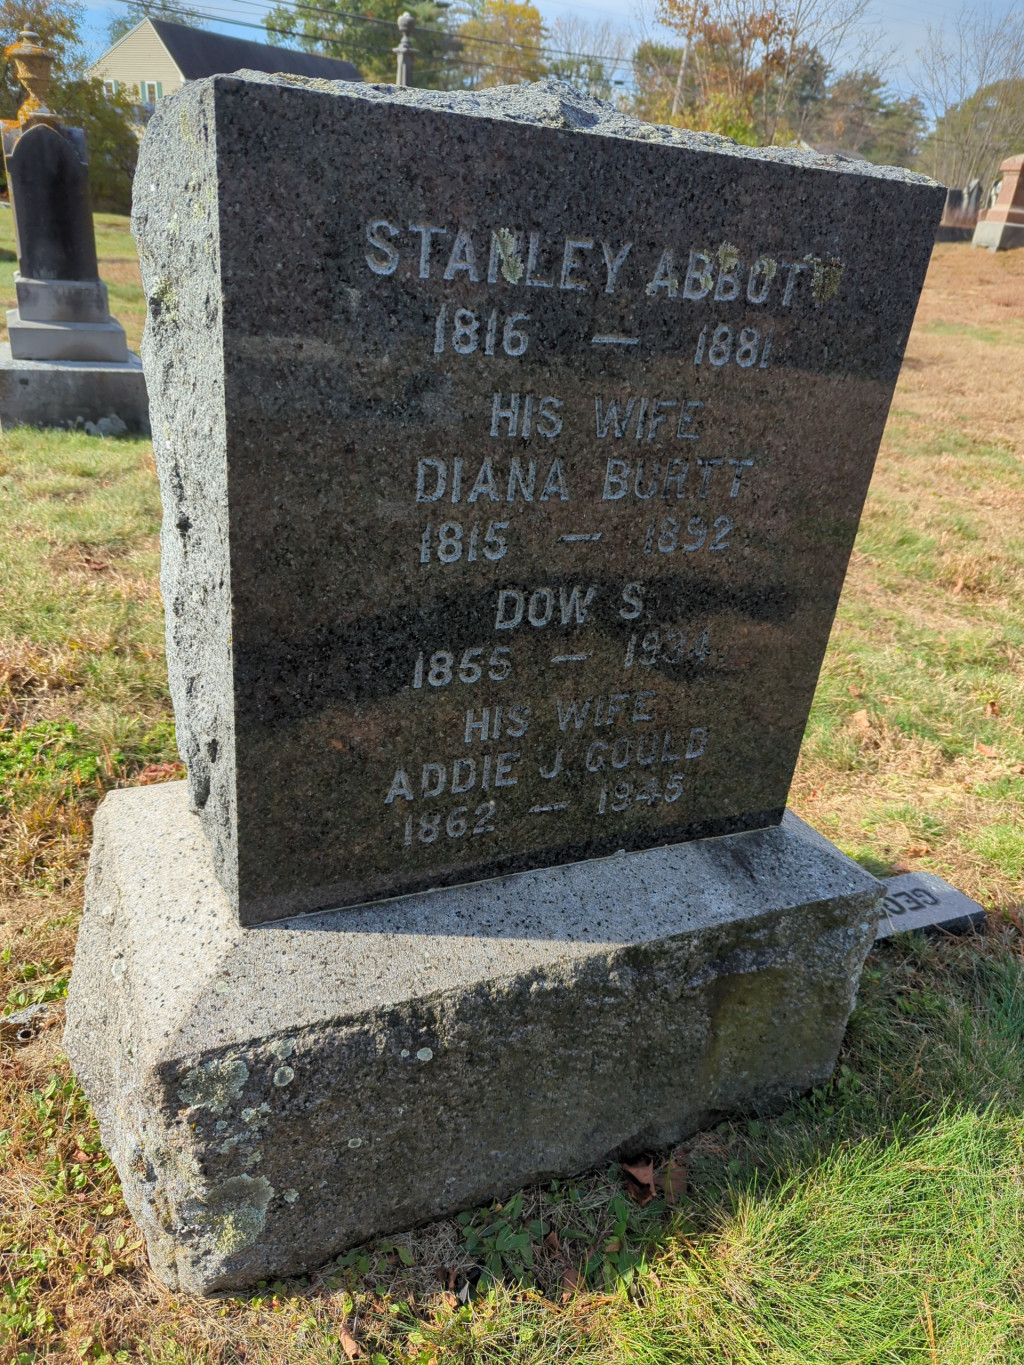 STANLEY ABBOTT
1816 — 1881
HIS WIFE
DIANA BURTT
1815 — 1892
DOW S.
1855 — 1934
HIS WIFE
ADDIE J. GOULD
1862 — 1945